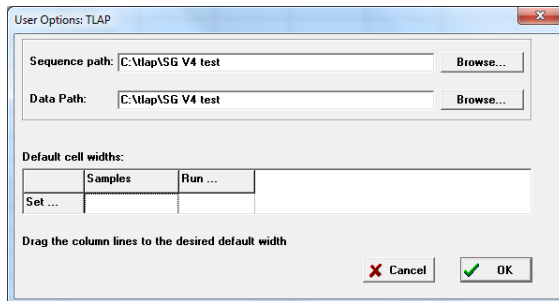 User Options: TLAP
Sequence path: C:\tlap\SG V4 test Browse...
Data Path: C:\tlap\SG V4 test Browse...
Default cell widths:
Samples Run ...
Set ...
Drag the column lines to the desired default width
Cancel OK